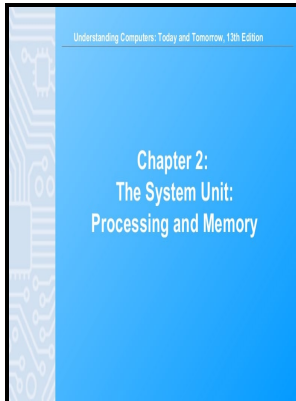 Understanding Computers: Today and Tomorrow, 13th Edition
Chapter 2:
The System Unit:
Processing and Memory